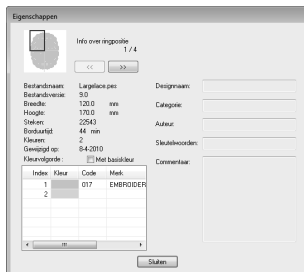 Eigenschappen
Info over ringpositie
1 / 4
<< >>
Bestandsnaam: Largelace.pes
Bestandsversie: 9.0
Breedte: 120.0 mm
Hoogte: 170.0 mm
Steken: 22543
Borduurtijd: 44 min
Kleuren: 2
Gewijzigd op: 8-4-2010
Kleurvolgorde : Met basiskleur
Index Kleur Code Merk
1 017 EMBROIDER
2
Designnaam:
Categorie:
Auteur:
Sleutelwoorden:
Commentaar:
Sluiten